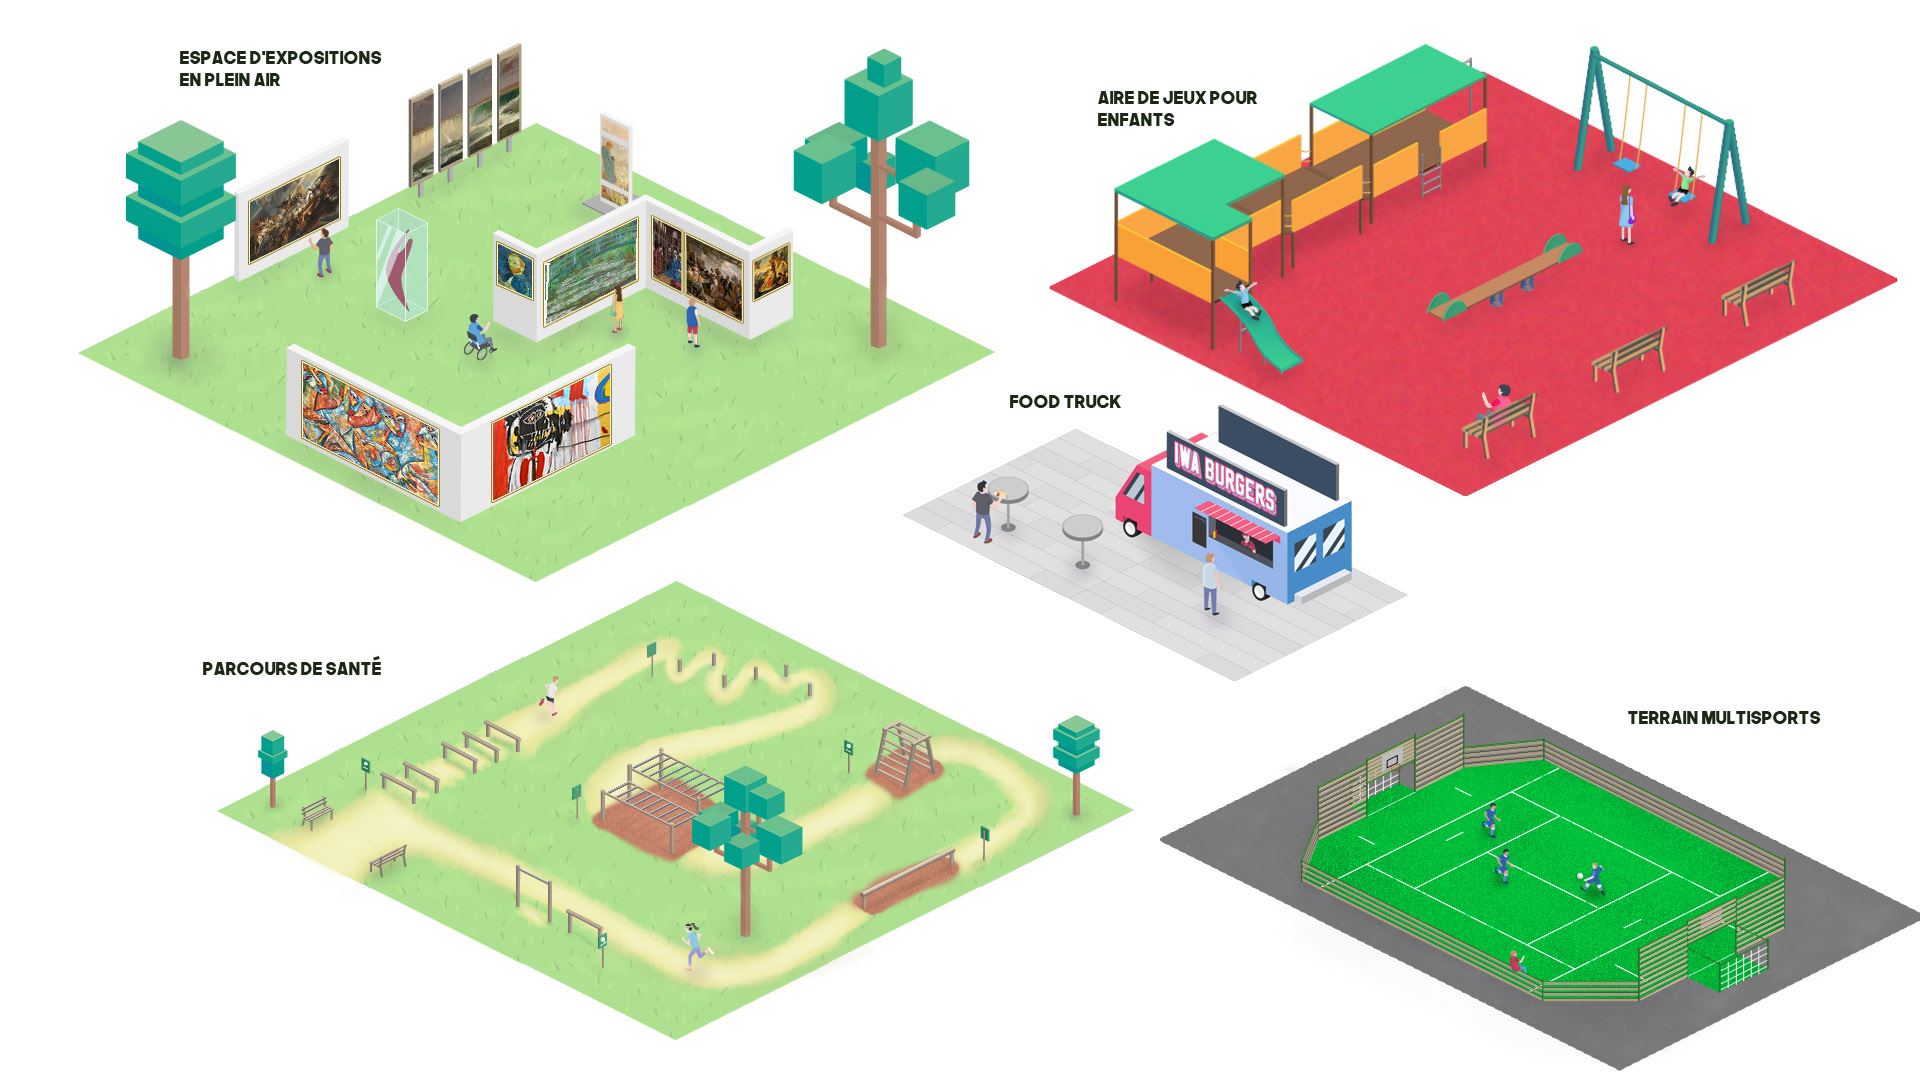 ESPACE D'EXPOSITIONS
EN PLEIN AIR
AIRE DE JEUX POUR
ENFANTS
FOOD TRUCK
IWA BURGERS
PARCOURS DE SANTÉ
TERRAIN MULTISPORTS